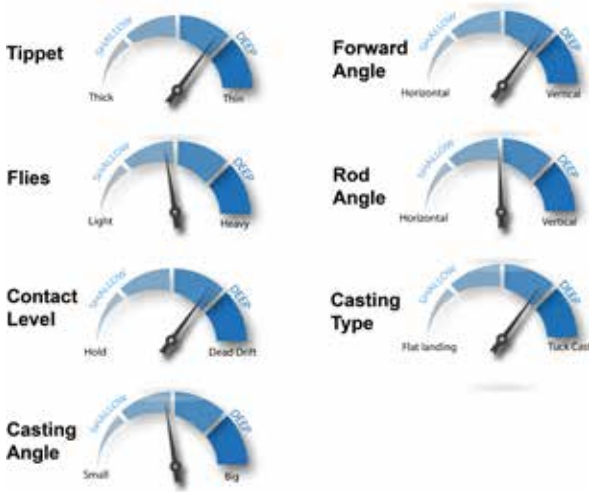 SHALLOW
DEEP
Tippet
Thick
Thin
SHALLOW
DEEP
Forward
Angle
Horizontal
Vertical
SHALLOW
DEEP
Flies
Light
Heavy
SHALLOW
DEEP
Rod
Angle
Horizontal
Vertical
SHALLOW
DEEP
Contact
Level
Hold
Dead Drift
SHALLOW
DEEP
Casting
Type
Flat landing
Tuck Cast
SHALLOW
DEEP
Casting
Angle
Small
Big